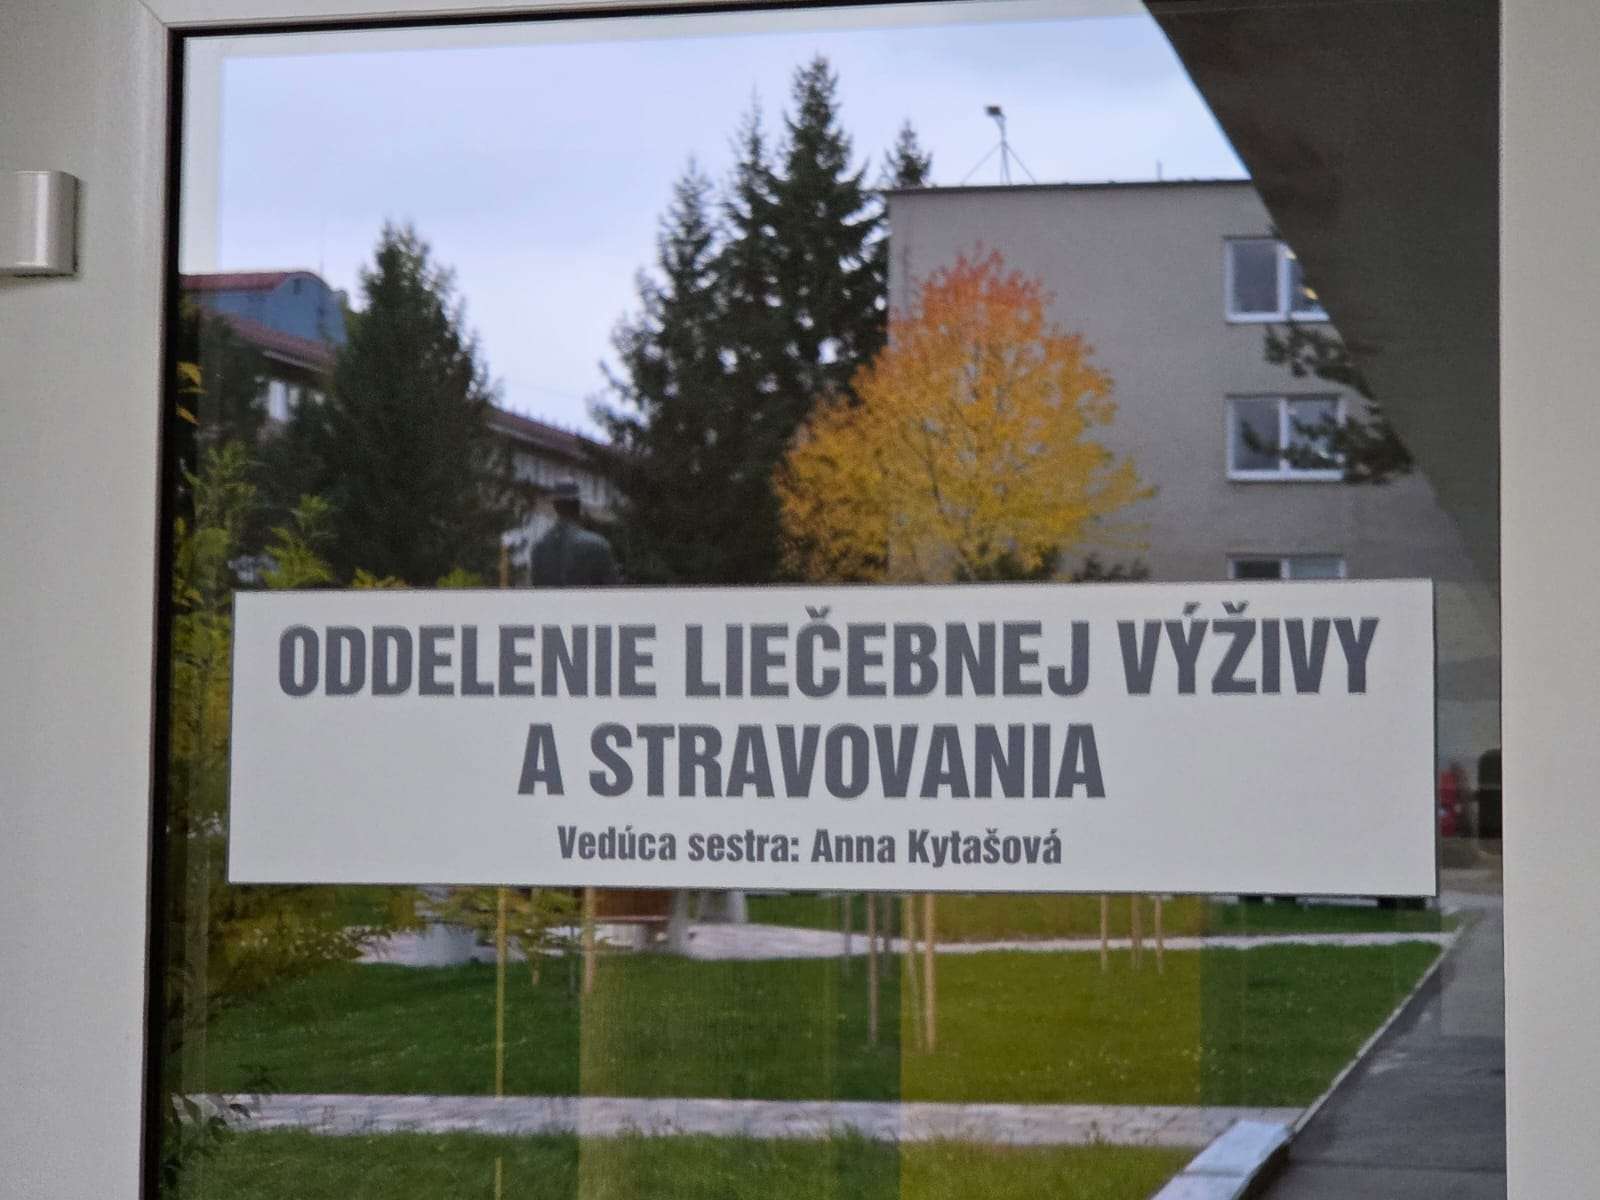 ODDELENIE LIEČEBNEJ VÝŽIVY
A STRAVOVANIA
Vedúca sestra: Anna Kytašová